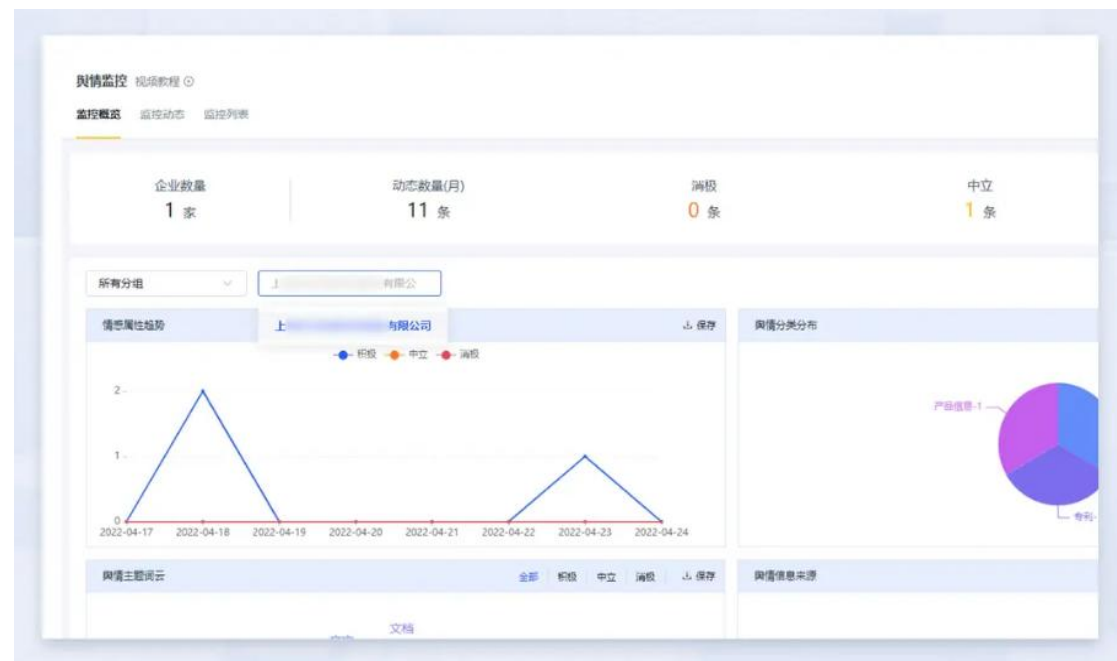 舆情监控 视频教程
监控概览 监控动态 监控列表
企业数量 动态数量(月) 消极 中立
1 家 11 条 0 条 1 条
所有分组 上 有限公
情感属性趋势 上 有限公司 保存 舆情分类分布
积极 中立 消极
2
产品信息-1
1
专利-
0
2022-04-17 2022-04-18 2022-04-19 2022-04-20 2022-04-21 2022-04-22 2022-04-23 2022-04-24
舆情主题词云 全部 积极 中立 消极 保存 舆情信息来源
文档